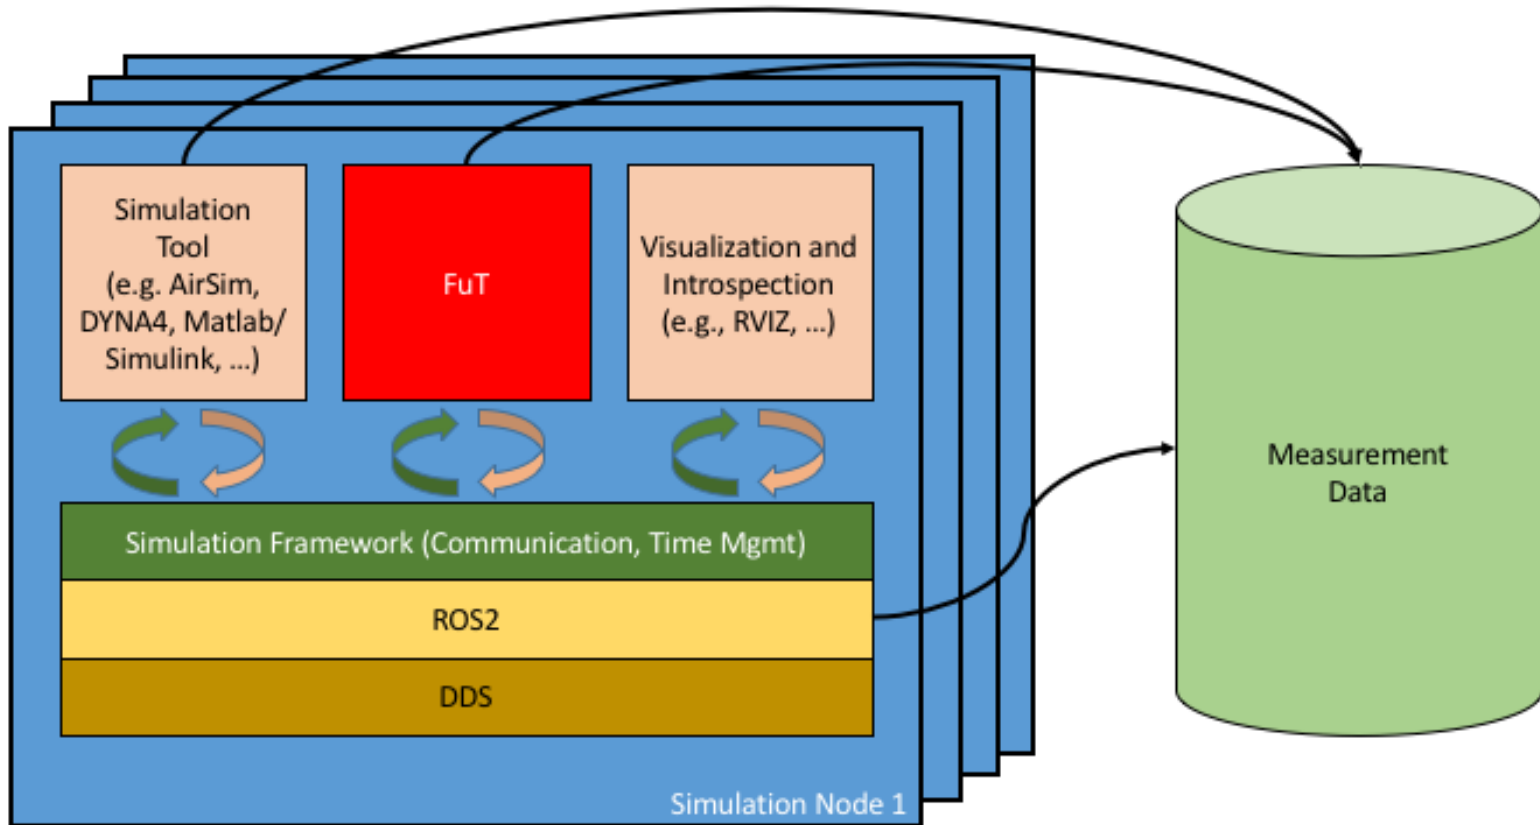 Simulation
Tool
(e.g. AirSim,
DYNA4, Matlab/
Simulink, ...)
FuT
Visualization and
Introspection
(e.g., RVIZ, ...)
Simulation Framework (Communication, Time Mgmt)
ROS2
DDS
Simulation Node 1
Measurement
Data